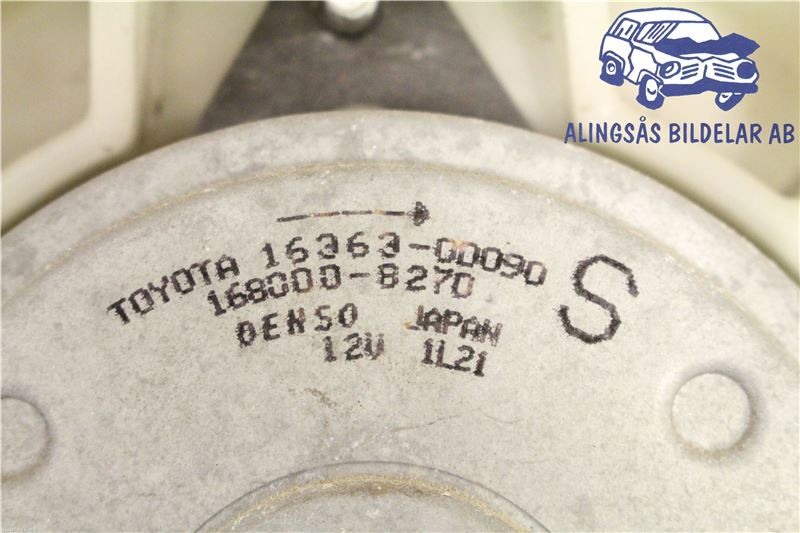 ALINGSÅS BILDELAR AB
TOYOTA 16363-0D090
168000-8270
DENSO JAPAN
12V 1L21
S